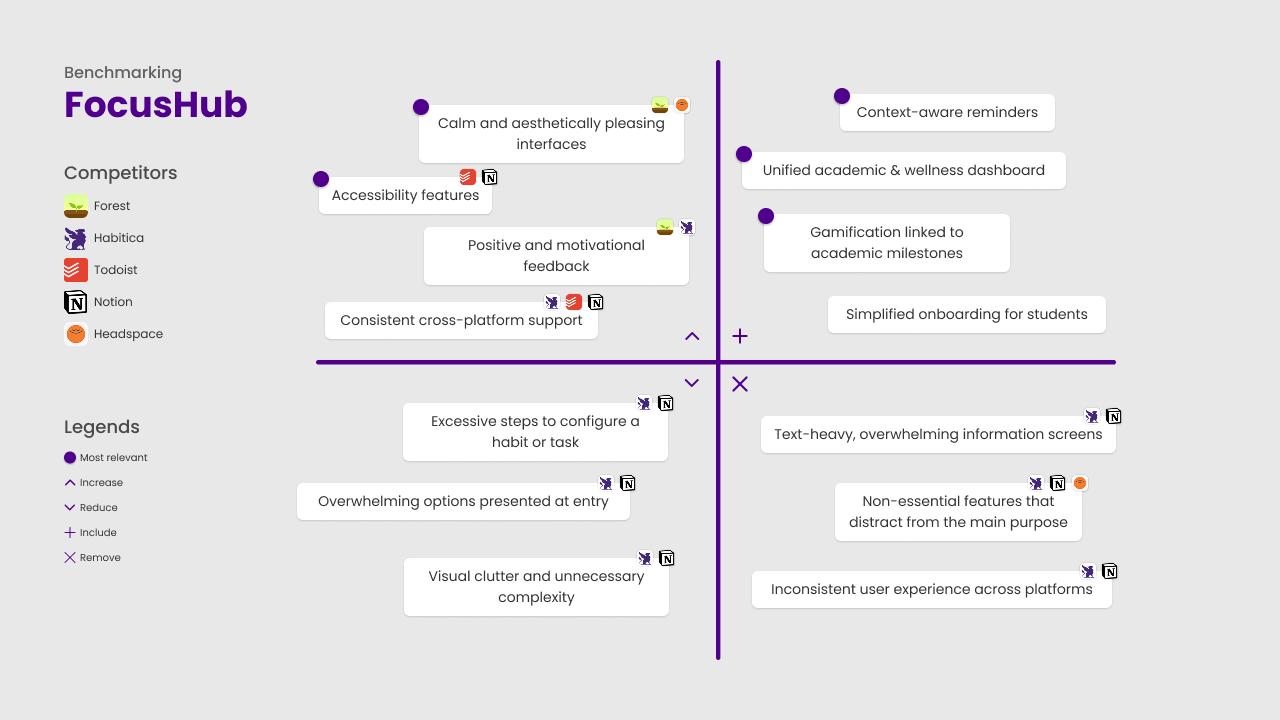 Benchmarking
FocusHub
Competitors
Forest
Habitica
Todoist
Notion
Headspace
Legends
Most relevant
Increase
Reduce
Include
Remove
Calm and aesthetically pleasing
interfaces
Accessibility features
Positive and motivational
feedback
Consistent cross-platform support
Context-aware reminders
Unified academic & wellness dashboard
Gamification linked to
academic milestones
Simplified onboarding for students
Excessive steps to configure a
habit or task
Overwhelming options presented at entry
Visual clutter and unnecessary
complexity
Text-heavy, overwhelming information screens
Non-essential features that
distract from the main purpose
Inconsistent user experience across platforms